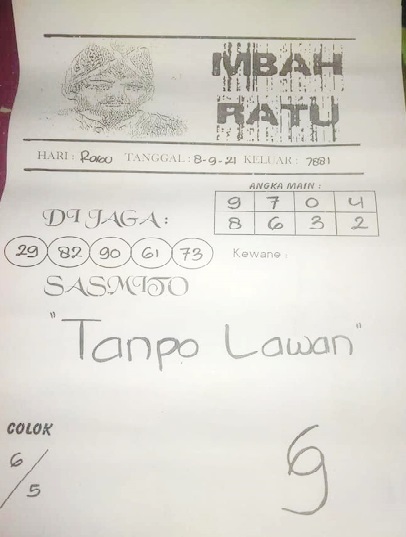 MBAH
RATU
HARI : Rabu TANGGAL : 8-9-21 KELUAR : 7881
ANGKA MAIN :
9 7 0 4
8 6 3 2
DI JAGA :
29 82 90 61 73
Kewane :
SASMITO
"Tanpo Lawan"
COLOK
6/5
69